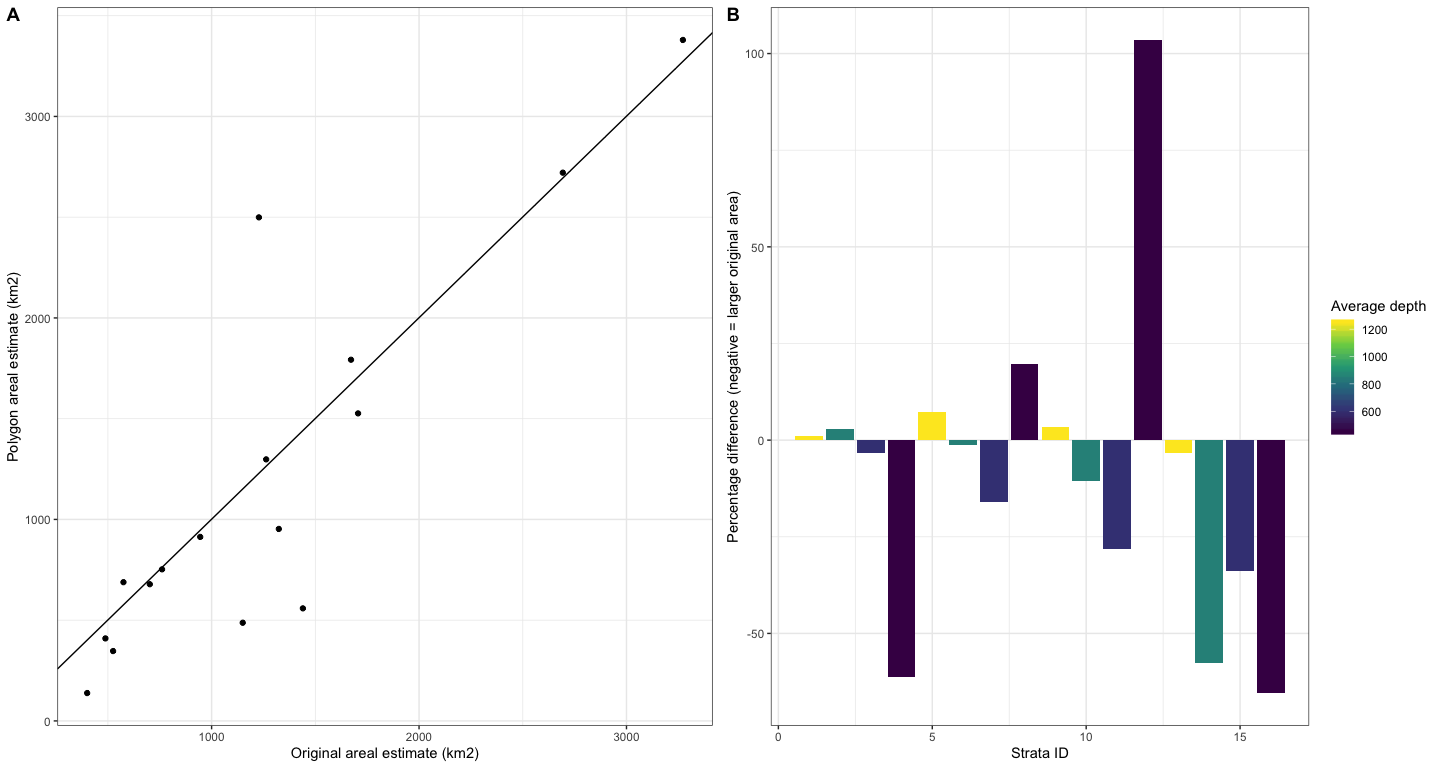 A
Polygon areal estimate (km2)
3000
2000
1000
0
1000
2000
3000
Original areal estimate (km2)
B
Percentage difference (negative = larger original area)
100
50
0
-50
0
5
10
15
Strata ID
Average depth
1200
1000
800
600